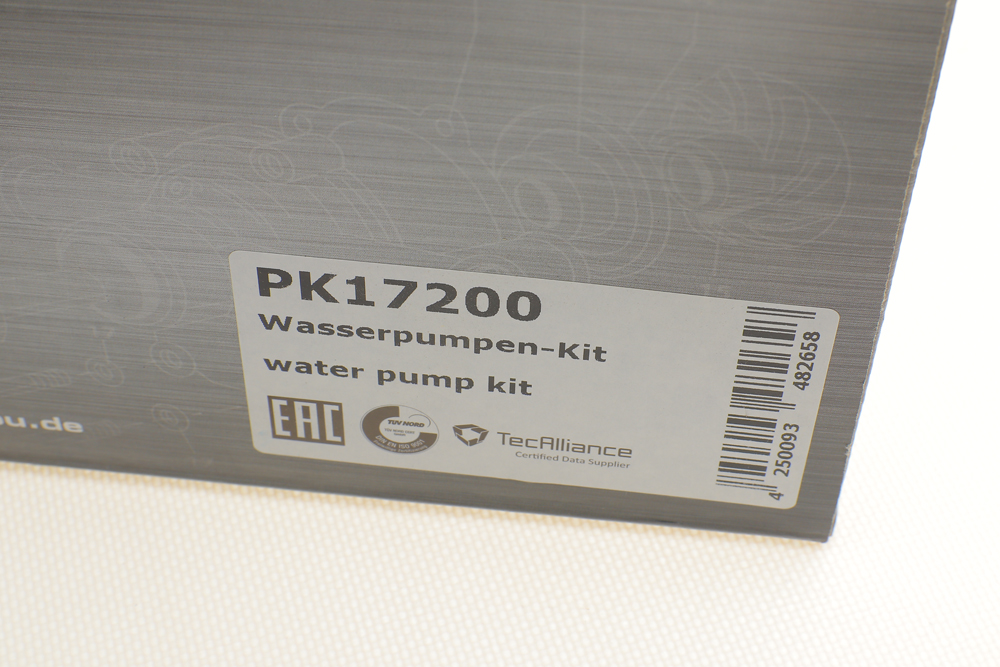 PK17200
Wasserpumpen-Kit
water pump kit
EAC
TÜV NORD
TecAlliance
Certified Data Supplier
4 250093 482658
u.de